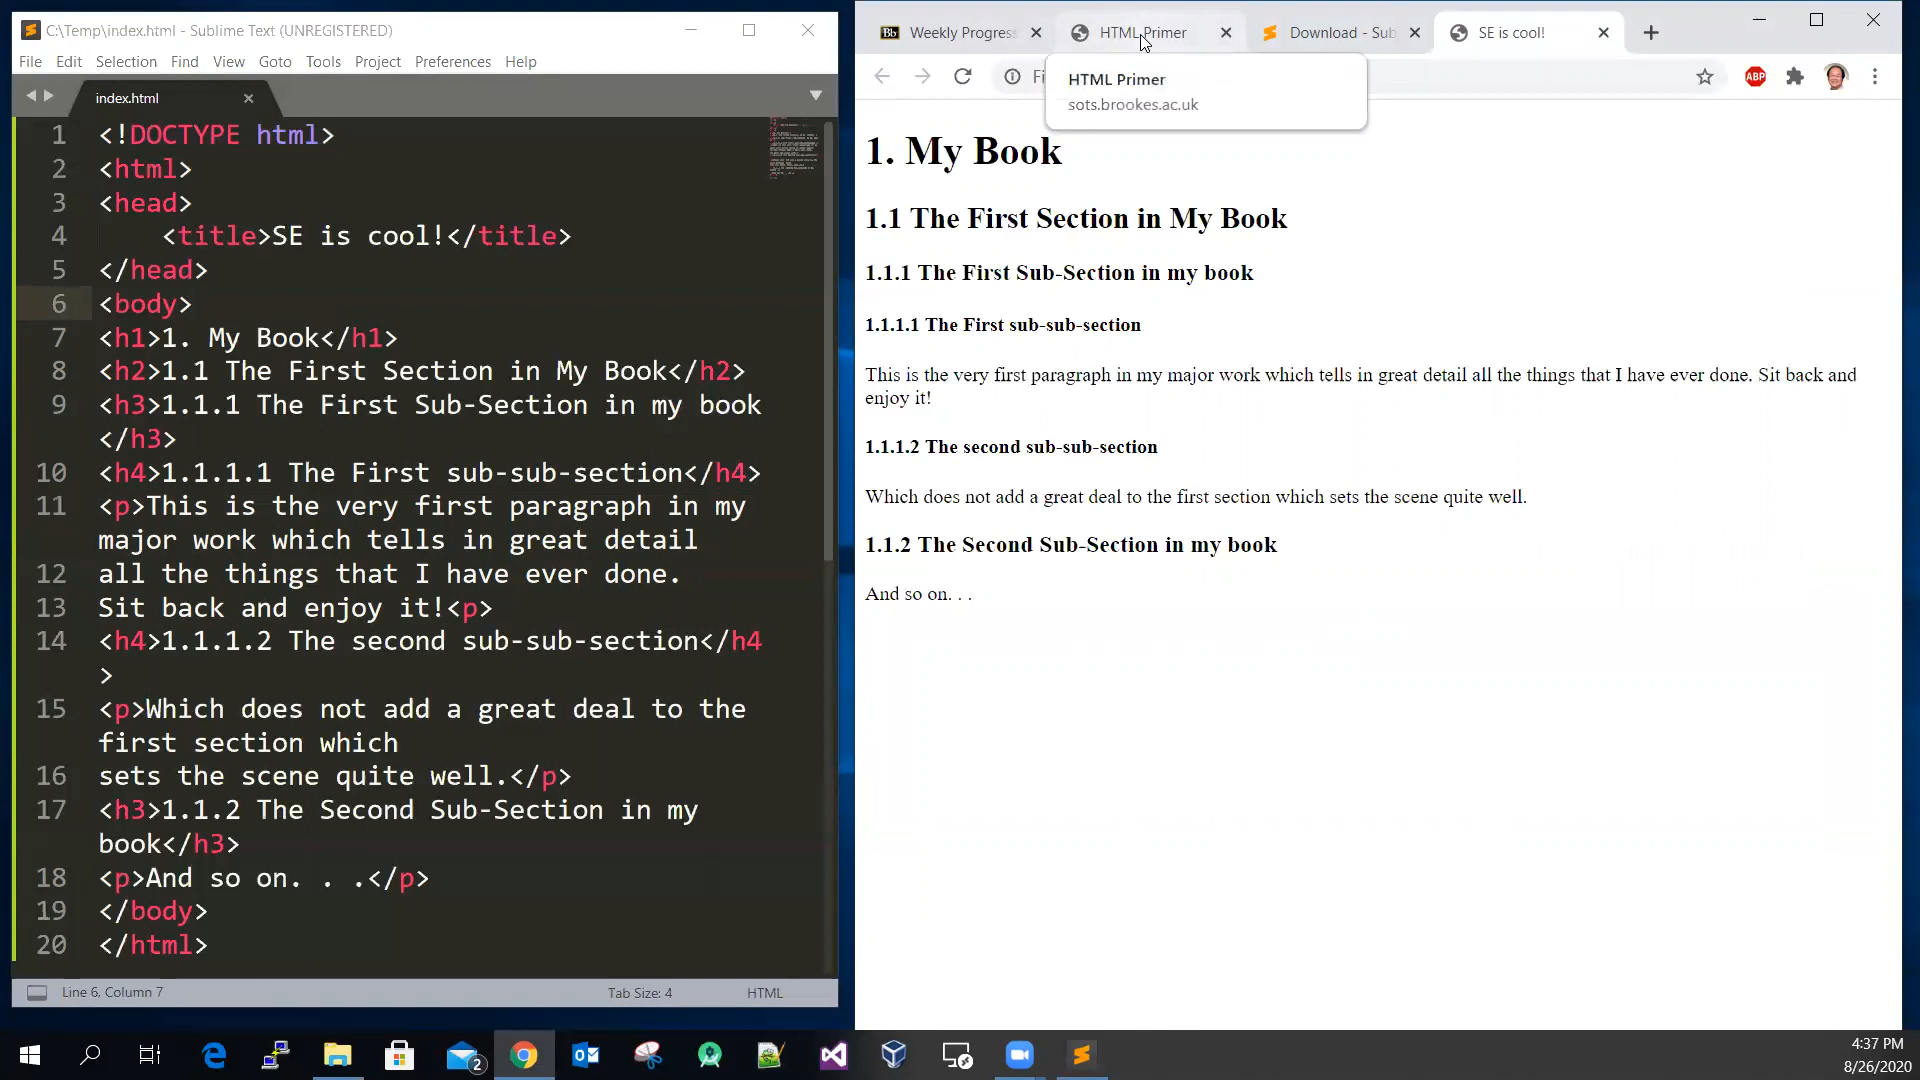 C:\Temp\index.html - Sublime Text (UNREGISTERED)
File Edit Selection Find View Goto Tools Project Preferences Help
index.html
1 <!DOCTYPE html>
2 <html>
3 <head>
4 <title>SE is cool!</title>
5 </head>
6 <body>
7 <h1>1. My Book</h1>
8 <h2>1.1 The First Section in My Book</h2>
9 <h3>1.1.1 The First Sub-Section in my book
</h3>
10 <h4>1.1.1.1 The First sub-sub-section</h4>
11 <p>This is the very first paragraph in my
major work which tells in great detail
12 all the things that I have ever done.
13 Sit back and enjoy it!<p>
14 <h4>1.1.1.2 The second sub-sub-section</h4
>
15 <p>Which does not add a great deal to the
first section which
16 sets the scene quite well.</p>
17 <h3>1.1.2 The Second Sub-Section in my
book</h3>
18 <p>And so on. . .</p>
19 </body>
20 </html>
Line 6, Column 7 Tab Size: 4 HTML
Bb Weekly Progress HTML Primer Download - Sub SE is cool!
Fi ABP
HTML Primer
sots.brookes.ac.uk
1. My Book
1.1 The First Section in My Book
1.1.1 The First Sub-Section in my book
1.1.1.1 The First sub-sub-section
This is the very first paragraph in my major work which tells in great detail all the things that I have ever done. Sit back and
enjoy it!
1.1.1.2 The second sub-sub-section
Which does not add a great deal to the first section which sets the scene quite well.
1.1.2 The Second Sub-Section in my book
And so on. . .
2
4:37 PM
8/26/2020